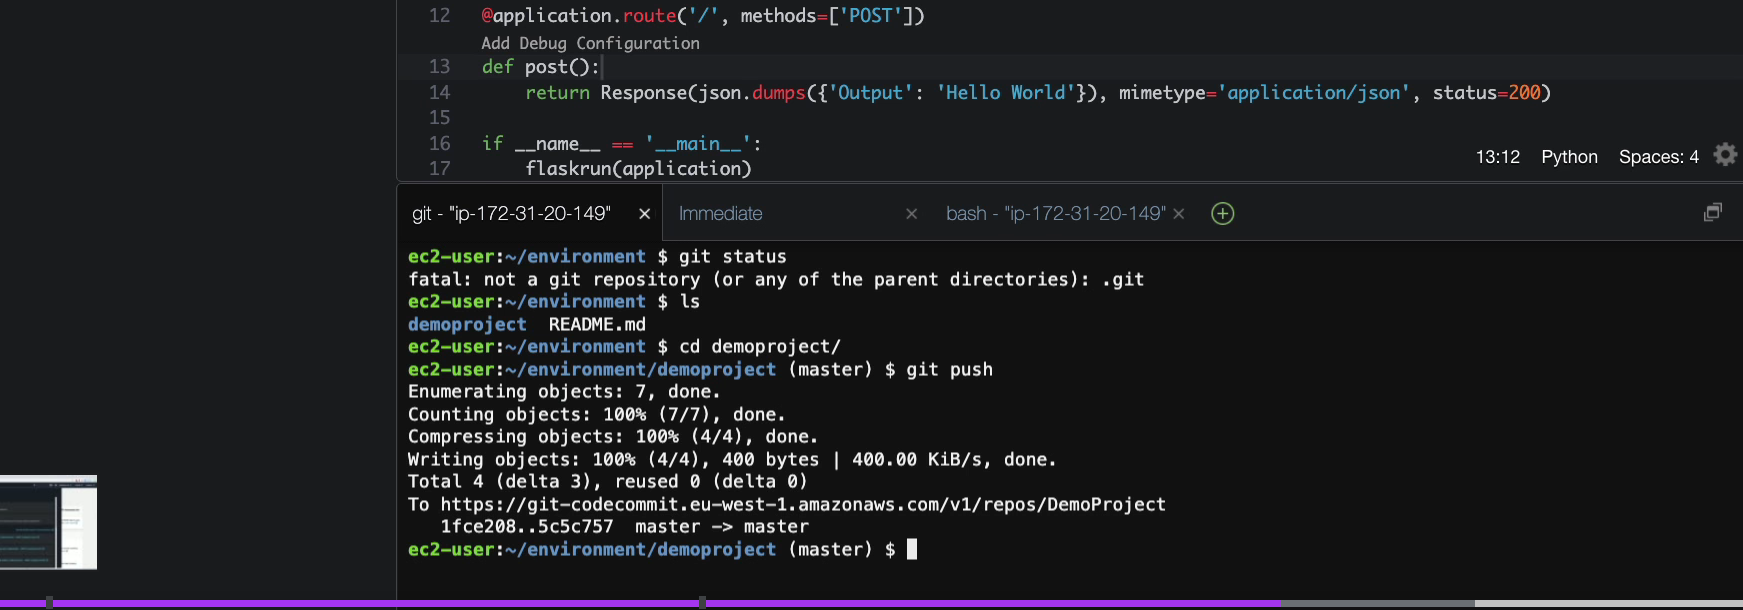 12 @application.route('/', methods=['POST'])
Add Debug Configuration
13 def post():
14 return Response(json.dumps({'Output': 'Hello World'}), mimetype='application/json', status=200)
15
16 if __name__ == '__main__':
17 flaskrun(application)
13:12 Python Spaces: 4
git - "ip-172-31-20-149" × Immediate × bash - "ip-172-31-20-149" ×
ec2-user:~/environment $ git status
fatal: not a git repository (or any of the parent directories): .git
ec2-user:~/environment $ ls
demoproject README.md
ec2-user:~/environment $ cd demoproject/
ec2-user:~/environment/demoproject (master) $ git push
Enumerating objects: 7, done.
Counting objects: 100% (7/7), done.
Compressing objects: 100% (4/4), done.
Writing objects: 100% (4/4), 400 bytes | 400.00 KiB/s, done.
Total 4 (delta 3), reused 0 (delta 0)
To https://git-codecommit.eu-west-1.amazonaws.com/v1/repos/DemoProject
1fce208..5c5c757 master -> master
ec2-user:~/environment/demoproject (master) $